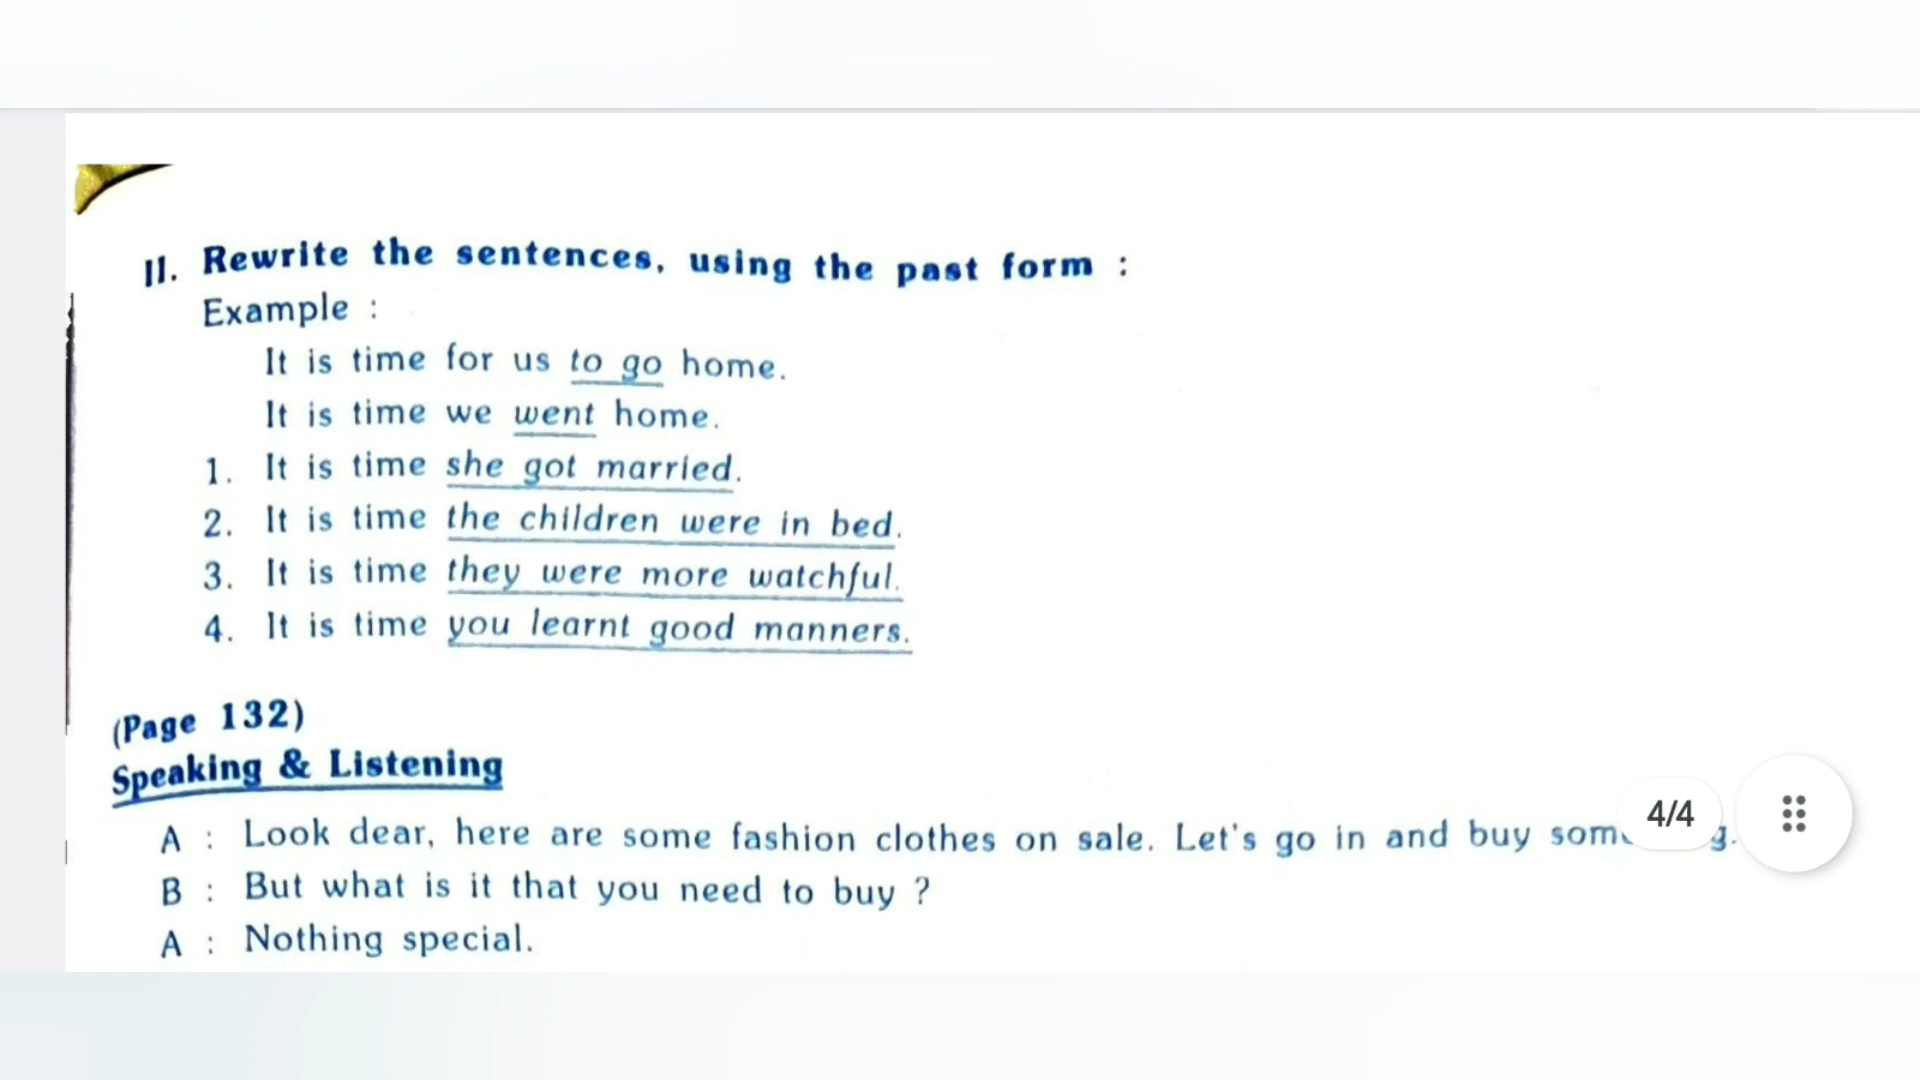 II. Rewrite the sentences, using the past form :
Example :
It is time for us to go home.
It is time we went home.
1. It is time she got married.
2. It is time the children were in bed.
3. It is time they were more watchful.
4. It is time you learnt good manners.
(Page 132)
Speaking & Listening
A : Look dear, here are some fashion clothes on sale. Let's go in and buy
4/4
B : But what is it that you need to buy ?
A : Nothing special.